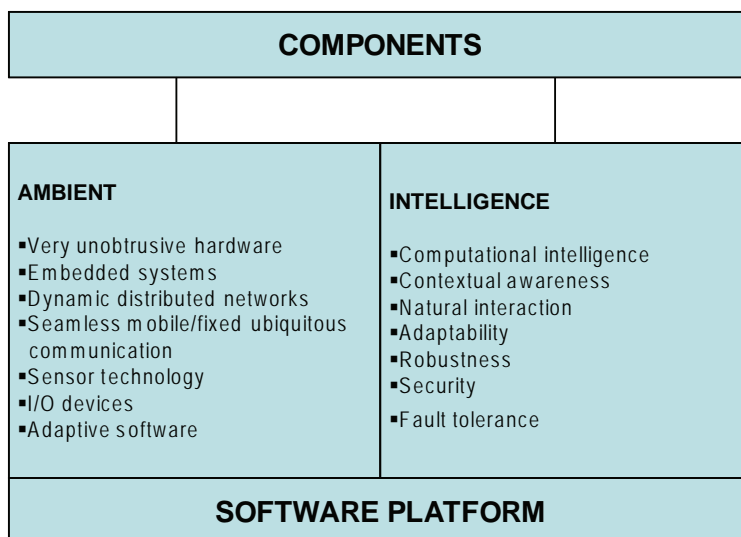 COMPONENTS
AMBIENT
▪Very unobtrusive hardware
▪Embedded systems
▪Dynamic distributed networks
▪Seamless mobile/fixed ubiquitous
communication
▪Sensor technology
▪I/O devices
▪Adaptive software
INTELLIGENCE
▪Computational intelligence
▪Contextual awareness
▪Natural interaction
▪Adaptability
▪Robustness
▪Security
▪Fault tolerance
SOFTWARE PLATFORM